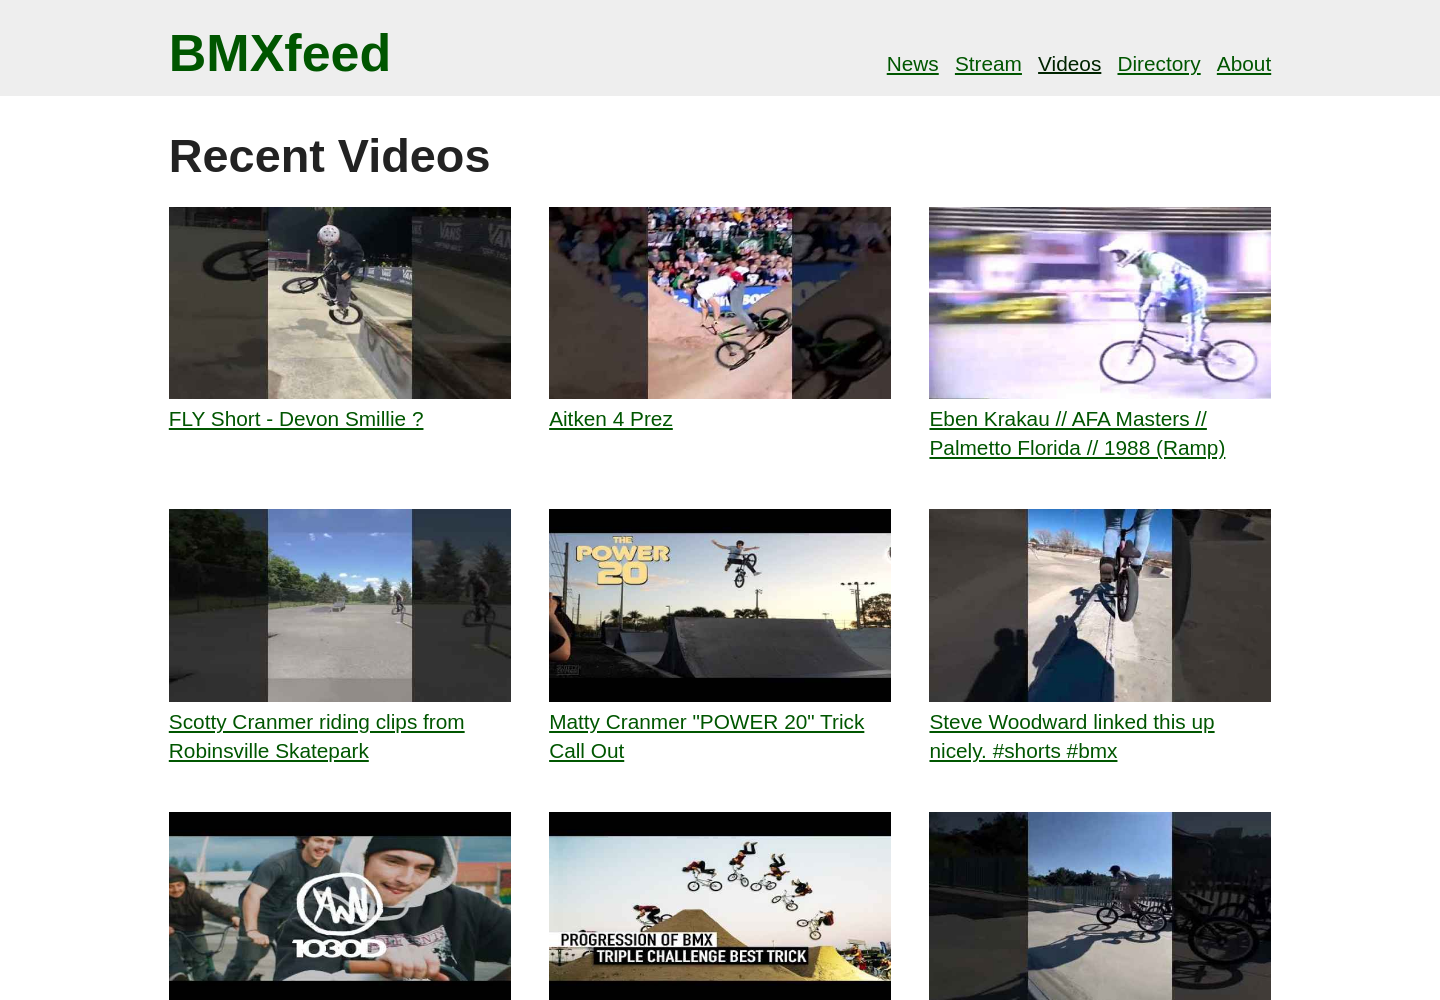 BMXfeed
News Stream Videos Directory About
Recent Videos
VANS
FLY Short - Devon Smillie ?
Aitken 4 Prez
Eben Krakau // AFA Masters //
Palmetto Florida // 1988 (Ramp)
THE
POWER
20
Scotty Cranmer riding clips from
Robinsville Skatepark
Matty Cranmer "POWER 20" Trick
Call Out
Steve Woodward linked this up
nicely. #shorts #bmx
PROGRESSION OF BMX
TRIPLE CHALLENGE BEST TRICK